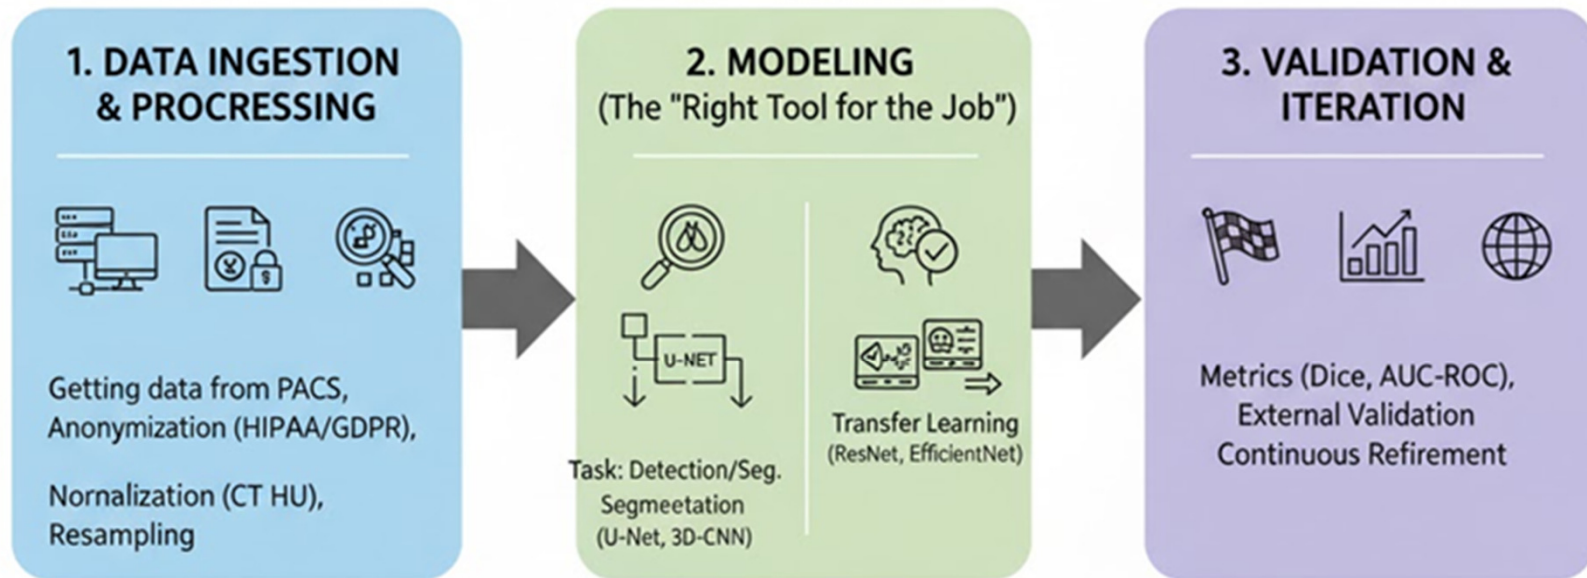 1. DATA INGESTION
& PROCRESSING
Getting data from PACS,
Anonymization (HIPAA/GDPR),
Nornalization (CT HU),
Resampling
2. MODELING
(The "Right Tool for the Job")
U-NET
Task: Detection/Seg.
Segmeetation
(U-Net, 3D-CNN)
Transfer Learning
(ResNet, EfficientNet)
3. VALIDATION &
ITERATION
Metrics (Dice, AUC-ROC),
External Validation
Continuous Refirement